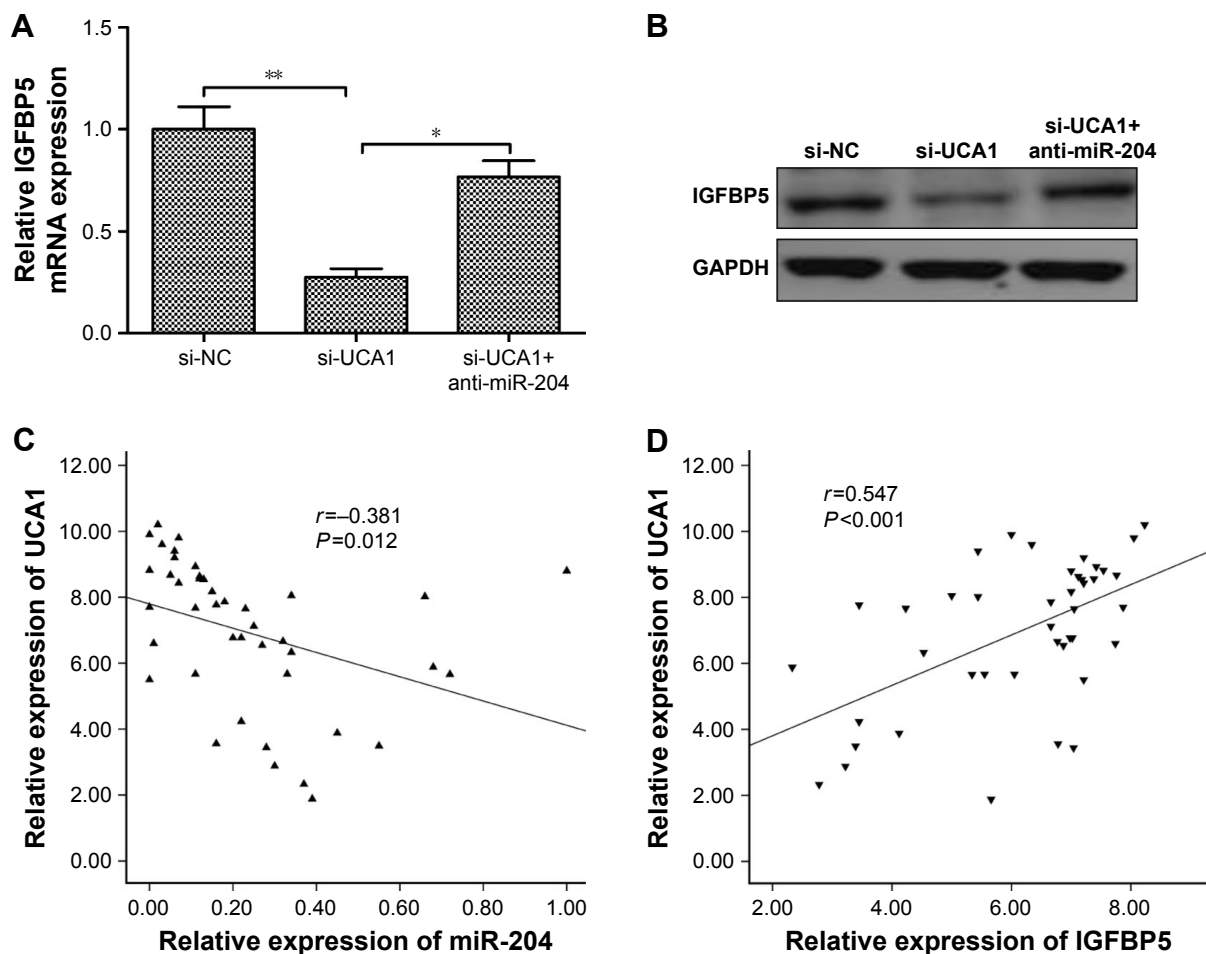 A
Relative IGFBP5
mRNA expression
1.5
1.0
0.5
0.0
**
*
si-NC
si-UCA1
si-UCA1+
anti-miR-204
B
si-NC
si-UCA1
si-UCA1+
anti-miR-204
IGFBP5
GAPDH
C
Relative expression of UCA1
12.00
10.00
8.00
6.00
4.00
2.00
0.00
r=–0.381
P=0.012
0.00
0.20
0.40
0.60
0.80
1.00
Relative expression of miR-204
D
Relative expression of UCA1
12.00
10.00
8.00
6.00
4.00
2.00
0.00
r=0.547
P<0.001
2.00
4.00
6.00
8.00
Relative expression of IGFBP5